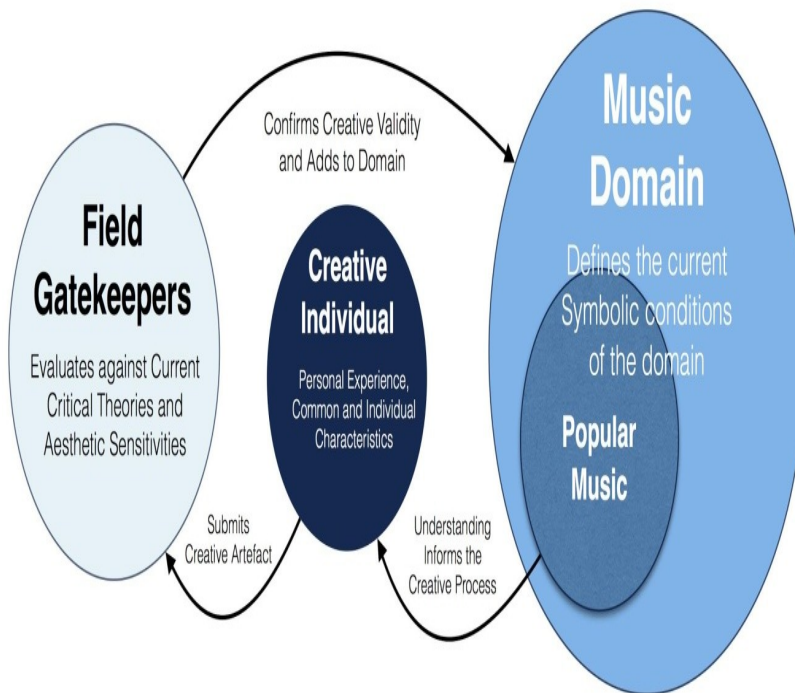 Field
Gatekeepers
Evaluates against Current
Critical Theories and
Aesthetic Sensitivities
Confirms Creative Validity
and Adds to Domain
Creative
Individual
Personal Experience,
Common and Individual
Characteristics
Submits
Creative Artefact
Understanding
Informs the
Creative Process
Music
Domain
Defines the current
Symbolic conditions
of the domain
Popular
Music